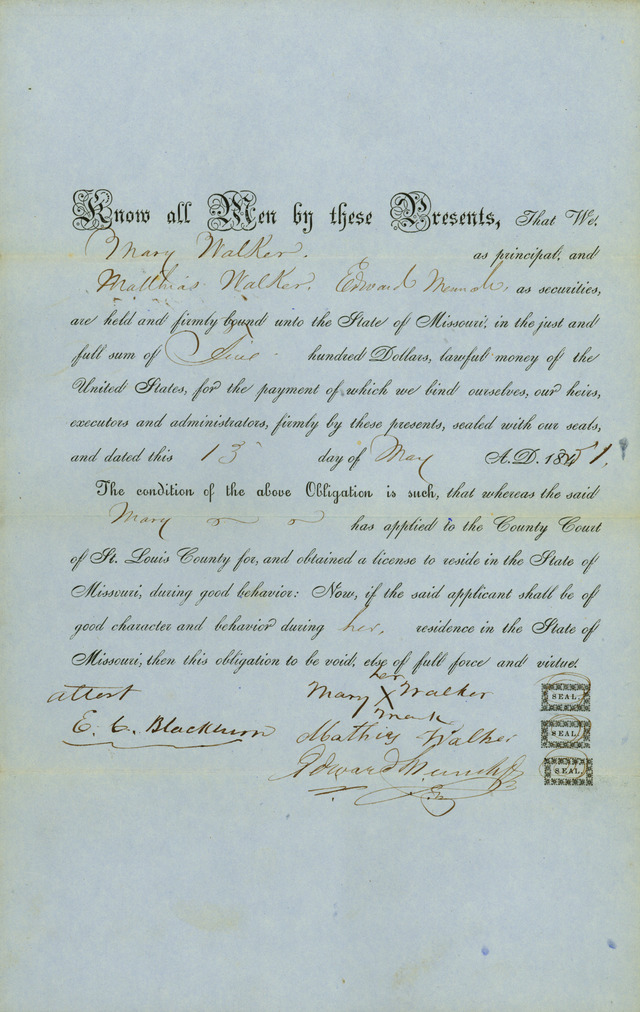 Know all Men by these Presents, That We,
Mary Walker. as principal, and
Matthias Walker. Edward as securities,
are held and firmly bound unto the State of Missouri, in the just and
full sum of Five hundred Dollars, lawful money of the
United States, for the payment of which we bind ourselves, our heirs,
executors and administrators, firmly by these presents, sealed with our seals,
and dated this 13 day of May A.D. 1851,
The condition of the above Obligation is such, that whereas the said
Mary has applied to the County Court
of St. Louis County for, and obtained a license to reside in the State of
Missouri, during good behavior: Now, if the said applicant shall be of
good character and behavior during her, residence in the State of
Missouri, then this obligation to be void, else of full force and virtue.
her
attest Mary X Walker SEAL
mark
E. C. Blackburn Mathias Walker SEAL
Edward SEAL